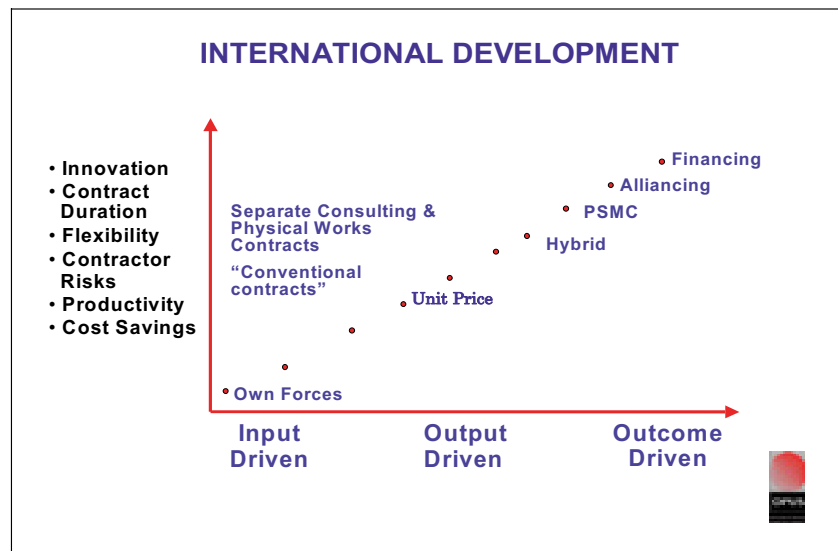 INTERNATIONAL DEVELOPMENT
• Innovation
• Contract
Duration
• Flexibility
• Contractor
Risks
• Productivity
• Cost Savings
Separate Consulting &
Physical Works
Contracts
“Conventional
contracts”
Financing
Alliancing
PSMC
Hybrid
Unit Price
Own Forces
Input
Driven
Output
Driven
Outcome
Driven
OPUS